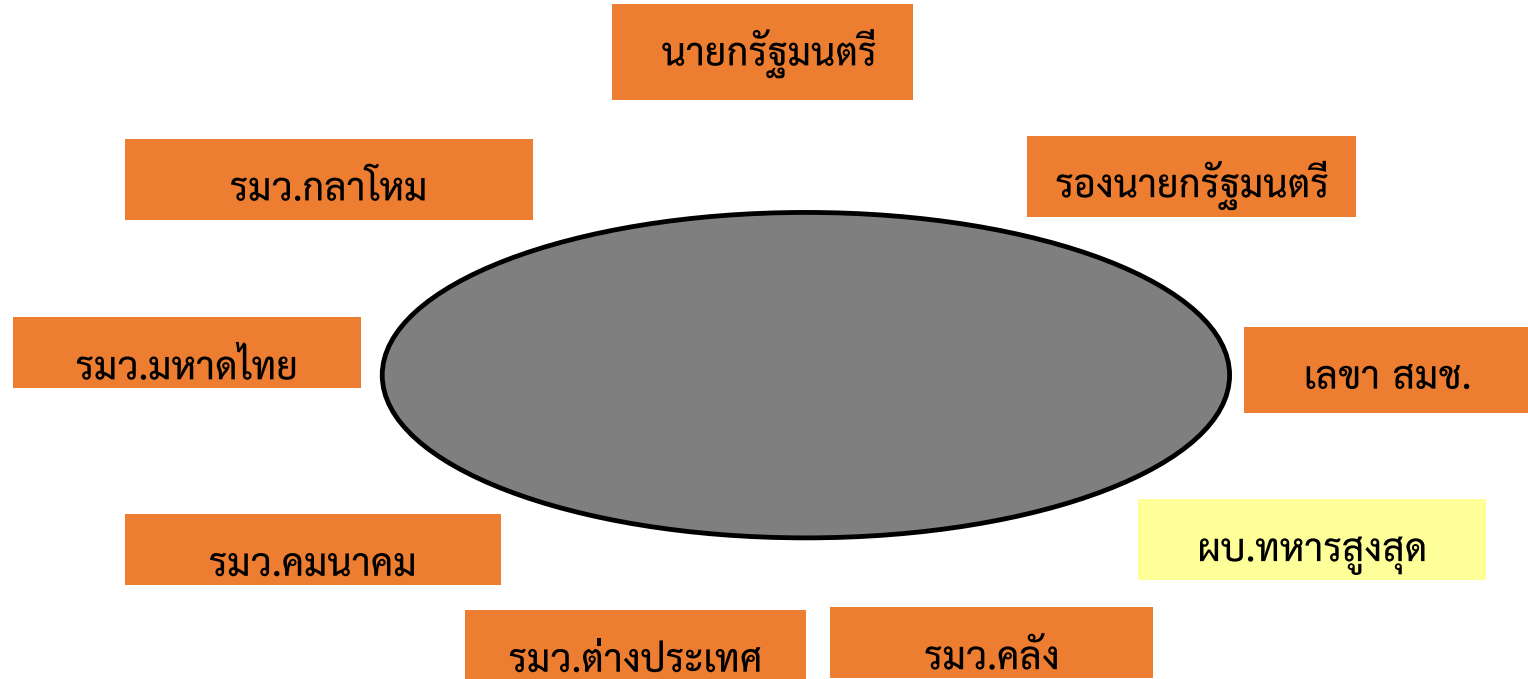 นายกรัฐมนตรี
รมว.กลาโหม
รองนายกรัฐมนตรี
รมว.มหาดไทย
เลขา สมช.
รมว.คมนาคม
ผบ.ทหารสูงสุด
รมว.ต่างประเทศ
รมว.คลัง